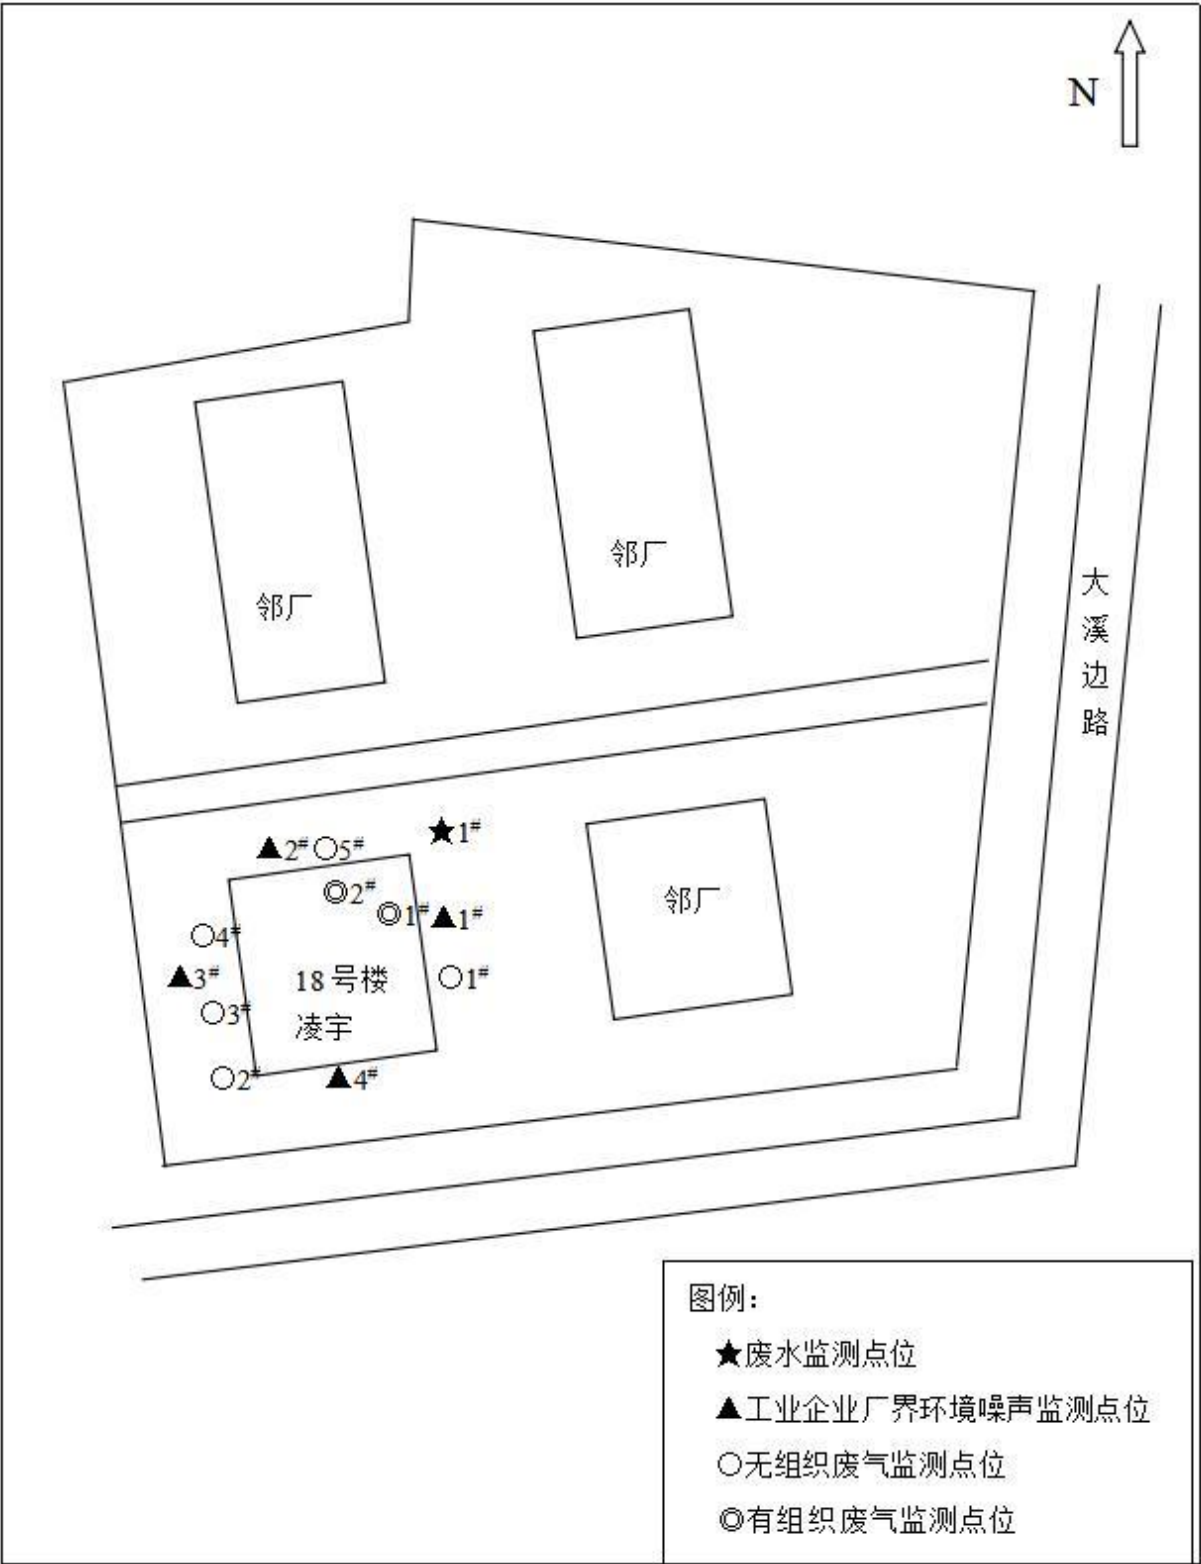 N
邻厂
邻厂
大溪边路
★1#
▲2# ○5#
◎2#
◎1# ▲1#
邻厂
○4#
▲3#
18号楼
凌宇
○1#
○3#
○2#
▲4#
图例：
★废水监测点位
▲工业企业厂界环境噪声监测点位
○无组织废气监测点位
◎有组织废气监测点位